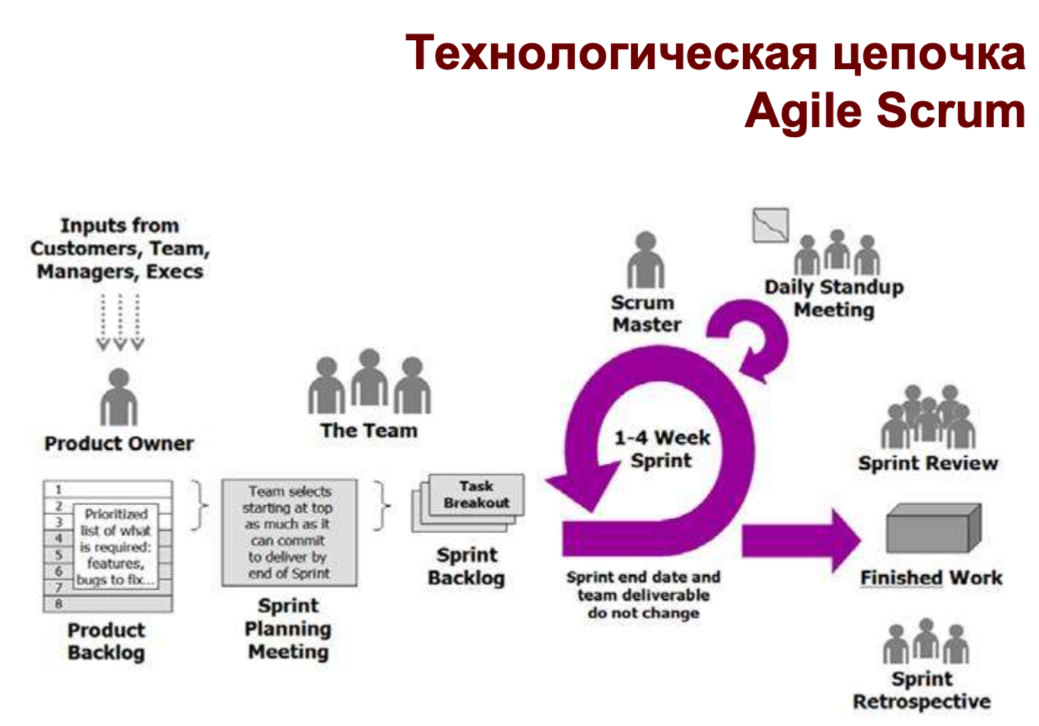 Технологическая цепочка
Agile Scrum
Inputs from
Customers, Team,
Managers, Execs
Product Owner
The Team
Scrum
Master
Daily Standup
Meeting
1
2
3
4
5
6
7
8
Prioritized
list of what
is required:
features,
bugs to fix...
Product
Backlog
Team selects
starting at top
as much as it
can commit
to deliver by
end of Sprint
Sprint
Planning
Meeting
Task
Breakout
Sprint
Backlog
1-4 Week
Sprint
Sprint end date and
team deliverable
do not change
Sprint Review
Finished Work
Sprint
Retrospective